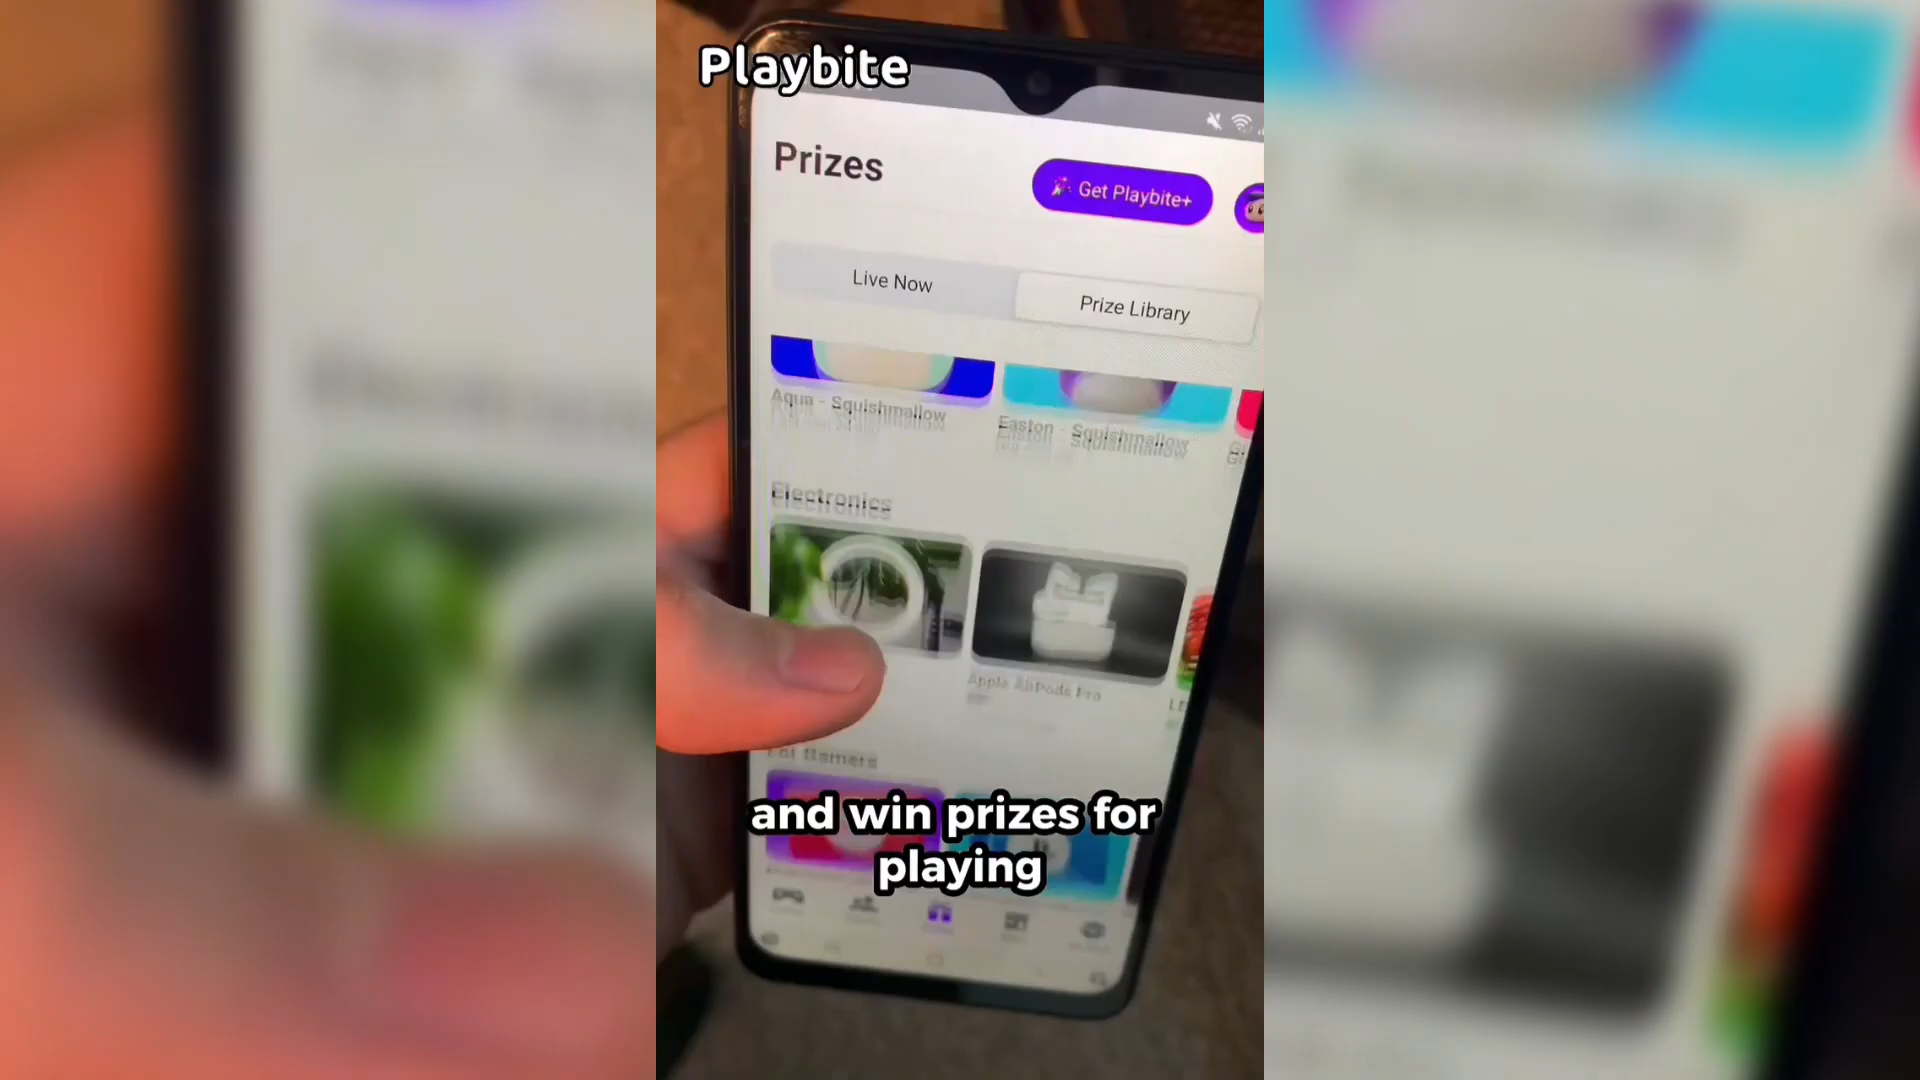 Playbite
Prizes
Get Playbite+
Live Now
Prize Library
Aqua - Squishmallow
Easton - Squishmallow
Electronics
Apple AirPods Pro
and win prizes for
playing